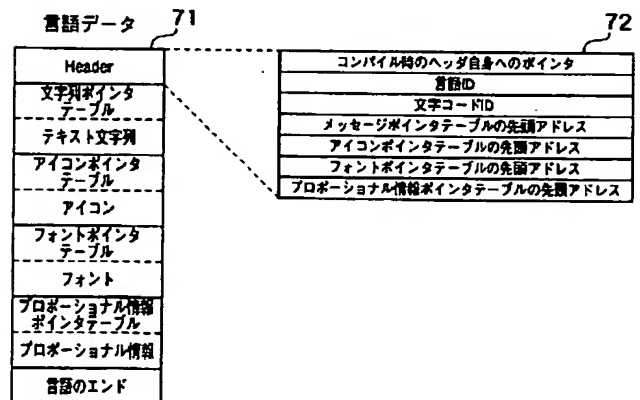 言語データ
71
Header
文字列ポインタ
テーブル
テキスト文字列
アイコンポインタ
テーブル
アイコン
フォントポインタ
テーブル
フォント
プロポーショナル情報
ポインタテーブル
プロポーショナル情報
言語のエンド
72
コンパイル時のヘッダ自身へのポインタ
言語ID
文字コードID
メッセージポインタテーブルの先頭アドレス
アイコンポインタテーブルの先頭アドレス
フォントポインタテーブルの先頭アドレス
プロポーショナル情報ポインタテーブルの先頭アドレス